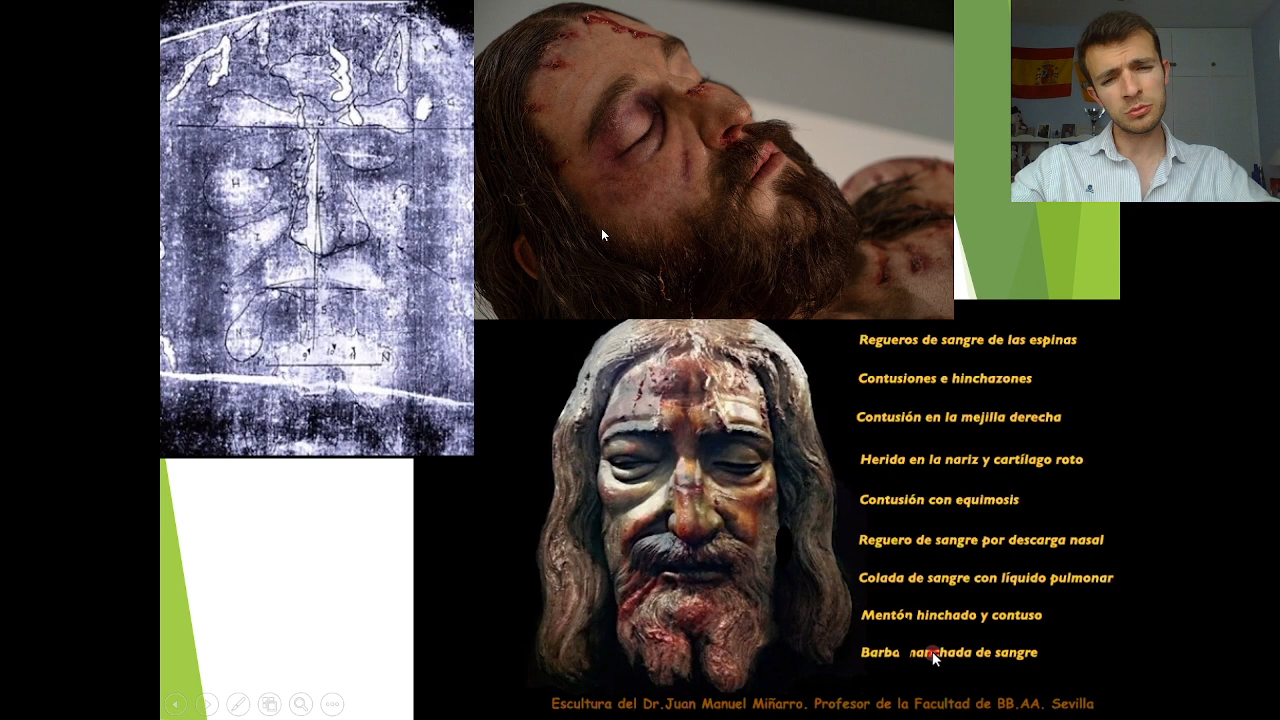 Regueros de sangre de las espinas
Contusiones e hinchazones
Contusión en la mejilla derecha
Herida en la nariz y cartílago roto
Contusión con equimosis
Reguero de sangre por descarga nasal
Colada de sangre con líquido pulmonar
Mentón hinchado y contuso
Barba manchada de sangre
Escultura del Dr.Juan Manuel Miñarro. Profesor de la Facultad de BB.AA. Sevilla